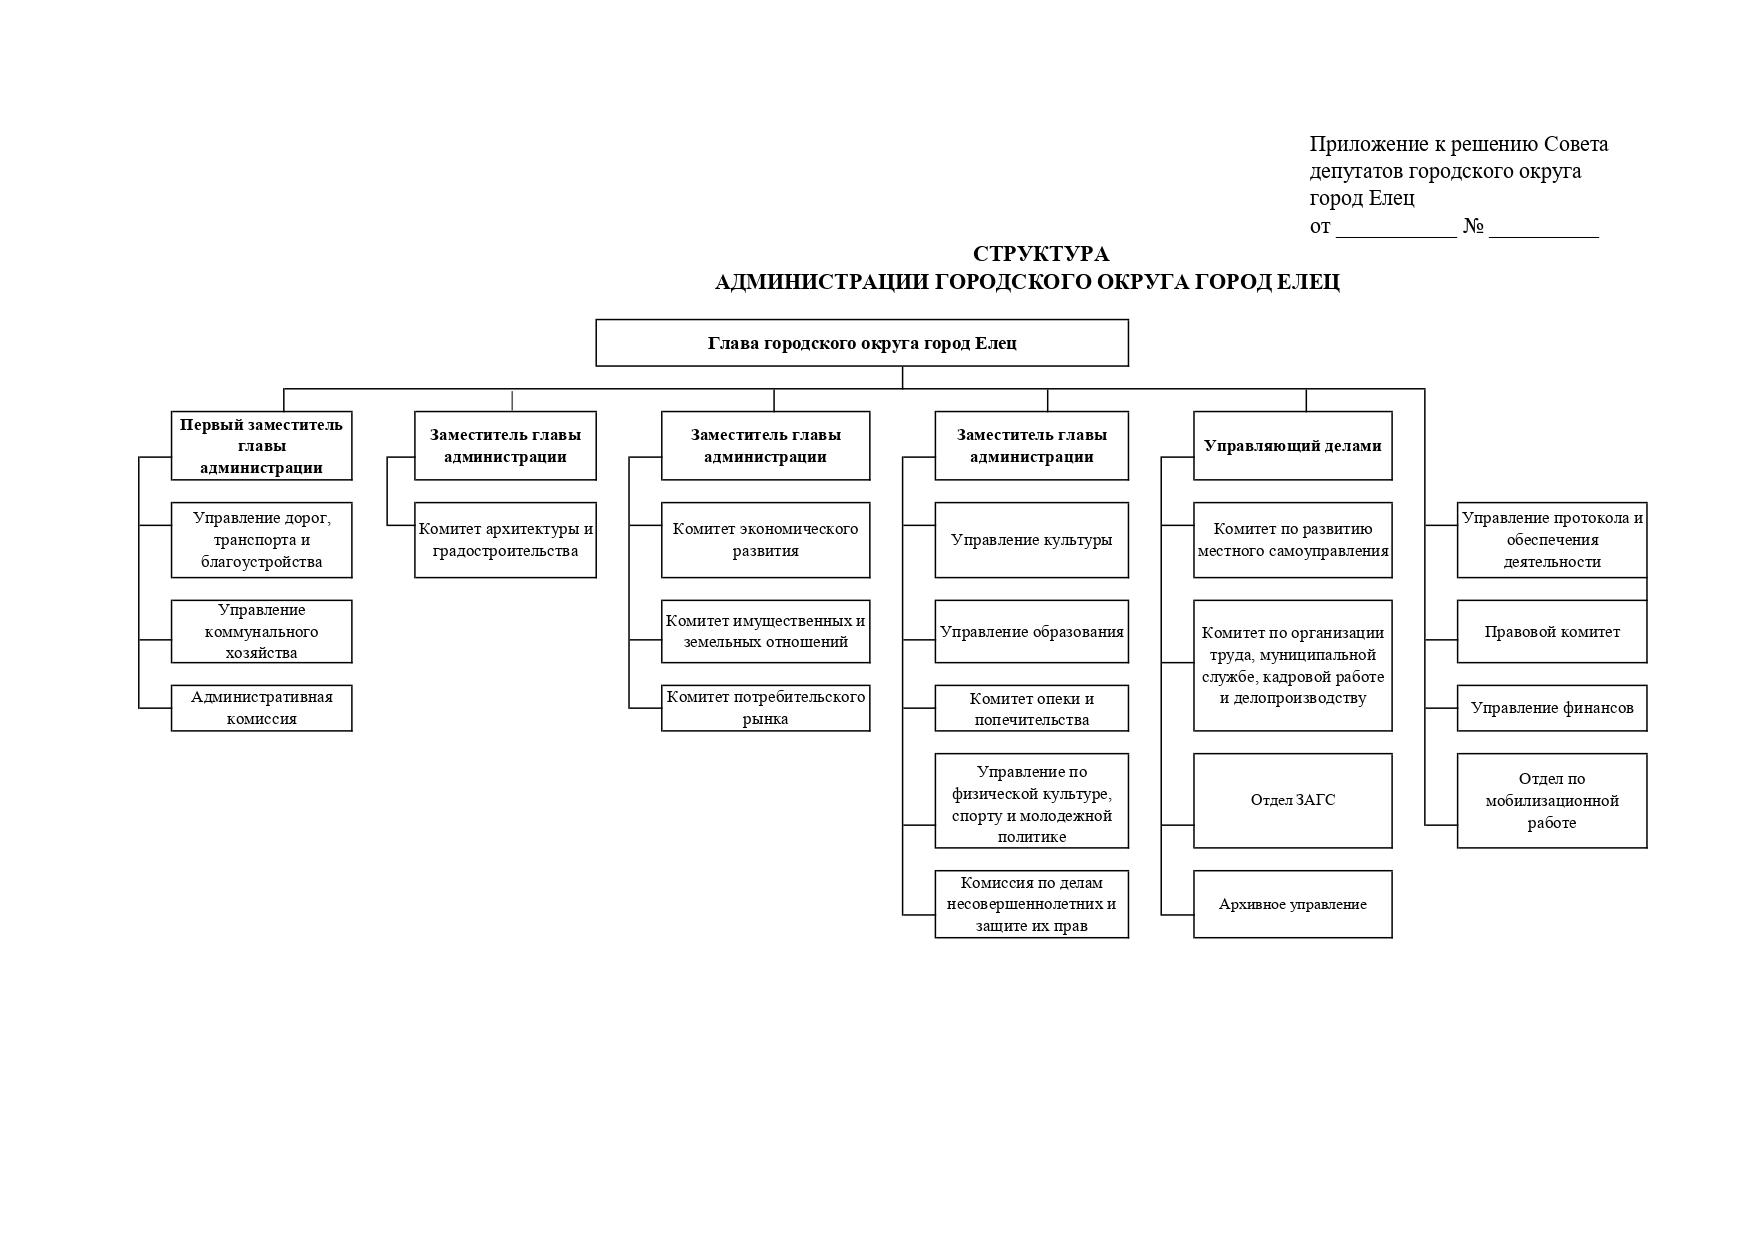 Приложение к решению Совета
депутатов городского округа
город Елец
от ___________ № __________
СТРУКТУРА
АДМИНИСТРАЦИИ ГОРОДСКОГО ОКРУГА ГОРОД ЕЛЕЦ
Глава городского округа город Елец
Первый заместитель
главы
администрации
Управление дорог,
транспорта и
благоустройства
Управление
коммунального
хозяйства
Административная
комиссия
Заместитель главы
администрации
Комитет архитектуры и
градостроительства
Заместитель главы
администрации
Комитет экономического
развития
Комитет имущественных и
земельных отношений
Комитет потребительского
рынка
Заместитель главы
администрации
Управление культуры
Управление образования
Комитет опеки и
попечительства
Управление по
физической культуре,
спорту и молодежной
политике
Комиссия по делам
несовершеннолетних и
защите их прав
Управляющий делами
Комитет по развитию
местного самоуправления
Комитет по организации
труда, муниципальной
службе, кадровой работе
и делопроизводству
Отдел ЗАГС
Архивное управление
Управление протокола и
обеспечения
деятельности
Правовой комитет
Управление финансов
Отдел по
мобилизационной
работе